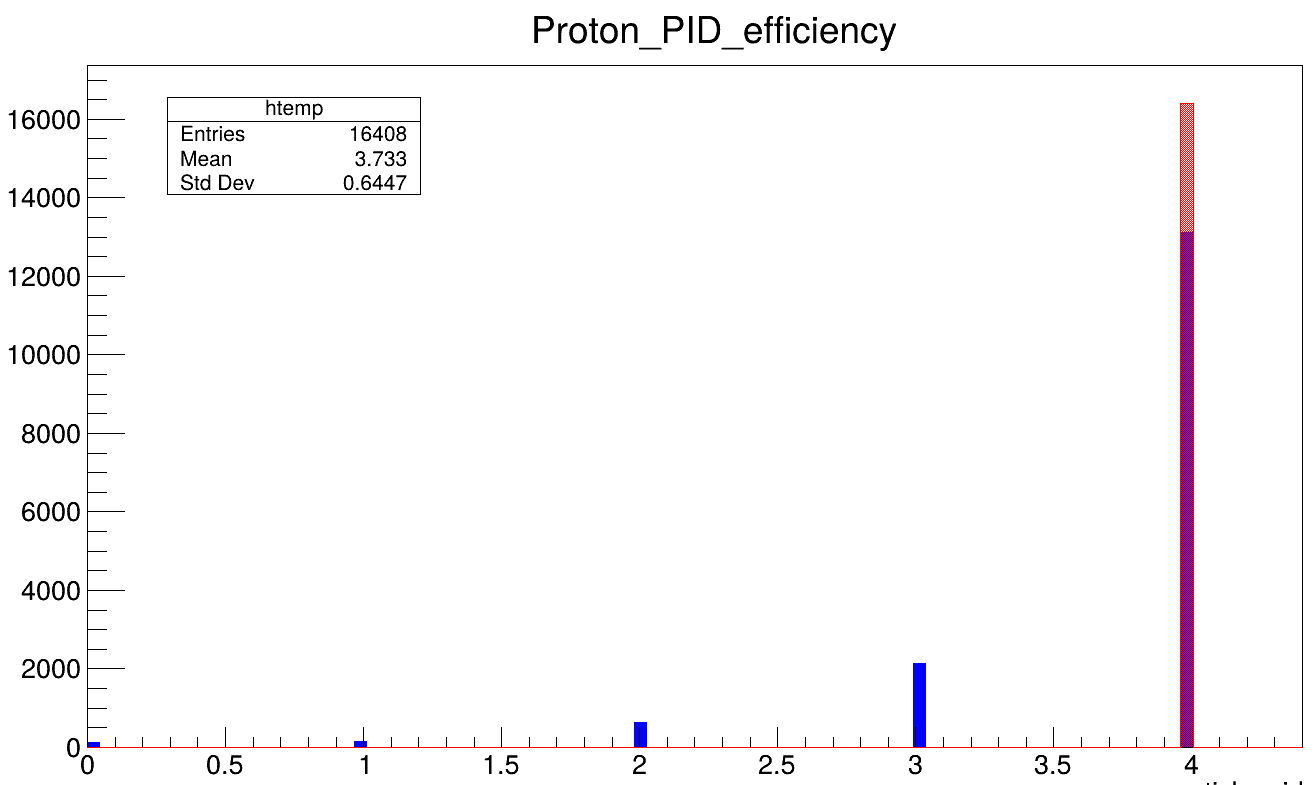 Proton_PID_efficiency
htemp
Entries 16408
Mean 3.733
Std Dev 0.6447
16000
14000
12000
10000
8000
6000
4000
2000
0
0 0.5 1 1.5 2 2.5 3 3.5 4